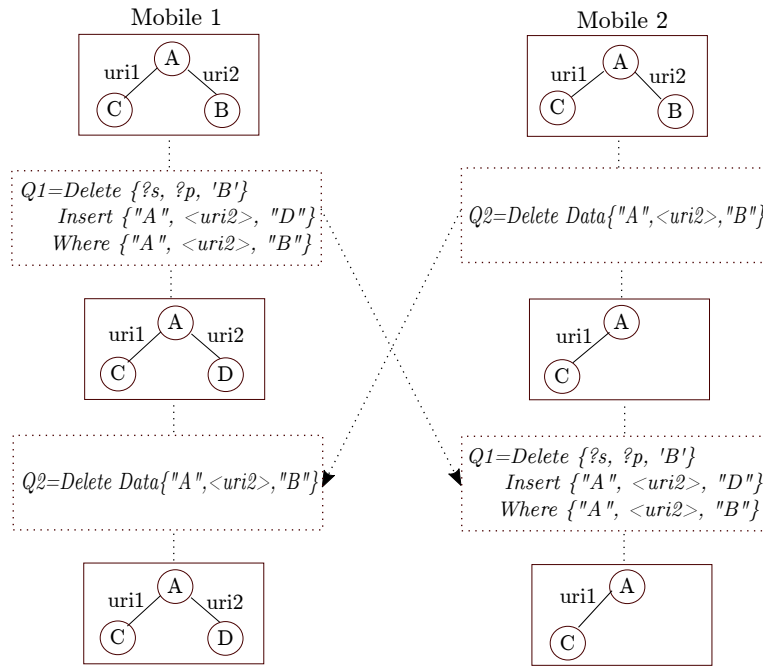 Mobile 1
A
uri1 uri2
C B
Q1=Delete {?s, ?p, 'B'}
Insert {"A", <uri2>, "D"}
Where {"A", <uri2>, "B"}
A
uri1 uri2
C D
Q2=Delete Data{"A",<uri2>,"B"}
A
uri1 uri2
C D
Mobile 2
A
uri1 uri2
C B
Q2=Delete Data{"A",<uri2>,"B"}
A
uri1
C
Q1=Delete {?s, ?p, 'B'}
Insert {"A", <uri2>, "D"}
Where {"A", <uri2>, "B"}
A
uri1
C